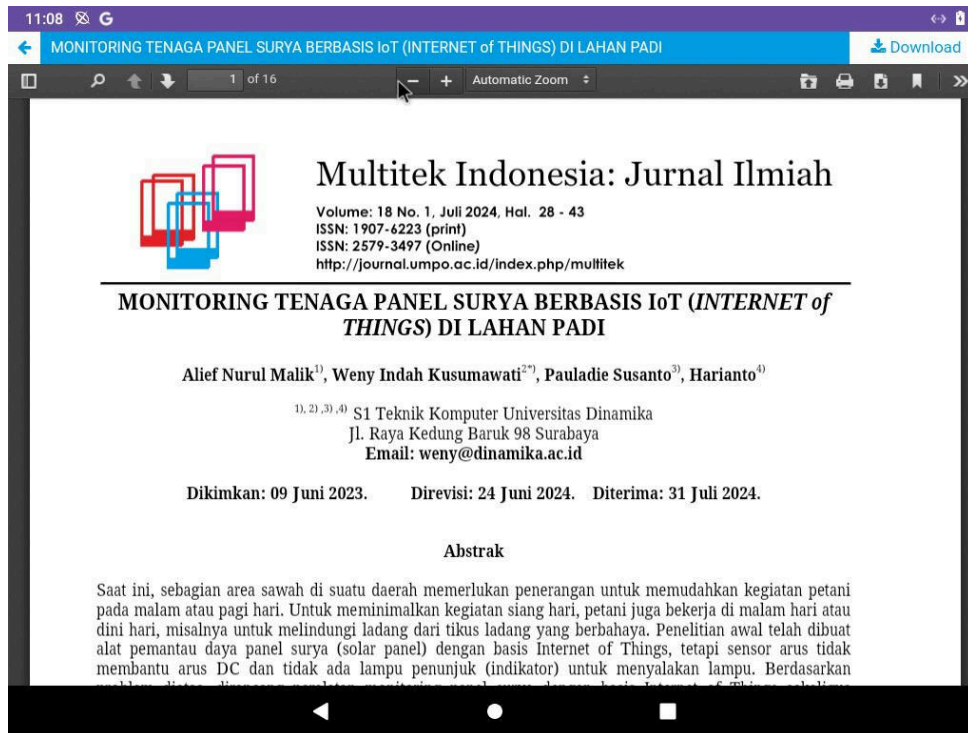 11:08
MONITORING TENAGA PANEL SURYA BERBASIS IoT (INTERNET of THINGS) DI LAHAN PADI
Download
1 of 16
Automatic Zoom
Multitek Indonesia: Jurnal Ilmiah
Volume: 18 No. 1, Juli 2024, Hal. 28 - 43
ISSN: 1907-6223 (print)
ISSN: 2579-3497 (Online)
http://journal.umpo.ac.id/index.php/multitek
MONITORING TENAGA PANEL SURYA BERBASIS IoT (INTERNET of
THINGS) DI LAHAN PADI
Alief Nurul Malik1), Weny Indah Kusumawati2*), Pauladie Susanto3), Harianto4)
1), 2) ,3) ,4) S1 Teknik Komputer Universitas Dinamika
Jl. Raya Kedung Baruk 98 Surabaya
Email: weny@dinamika.ac.id
Dikimkan: 09 Juni 2023. Direvisi: 24 Juni 2024. Diterima: 31 Juli 2024.
Abstrak
Saat ini, sebagian area sawah di suatu daerah memerlukan penerangan untuk memudahkan kegiatan petani
pada malam atau pagi hari. Untuk meminimalkan kegiatan siang hari, petani juga bekerja di malam hari atau
dini hari, misalnya untuk melindungi ladang dari tikus ladang yang berbahaya. Penelitian awal telah dibuat
alat pemantau daya panel surya (solar panel) dengan basis Internet of Things, tetapi sensor arus tidak
membantu arus DC dan tidak ada lampu penunjuk (indikator) untuk menyalakan lampu. Berdasarkan